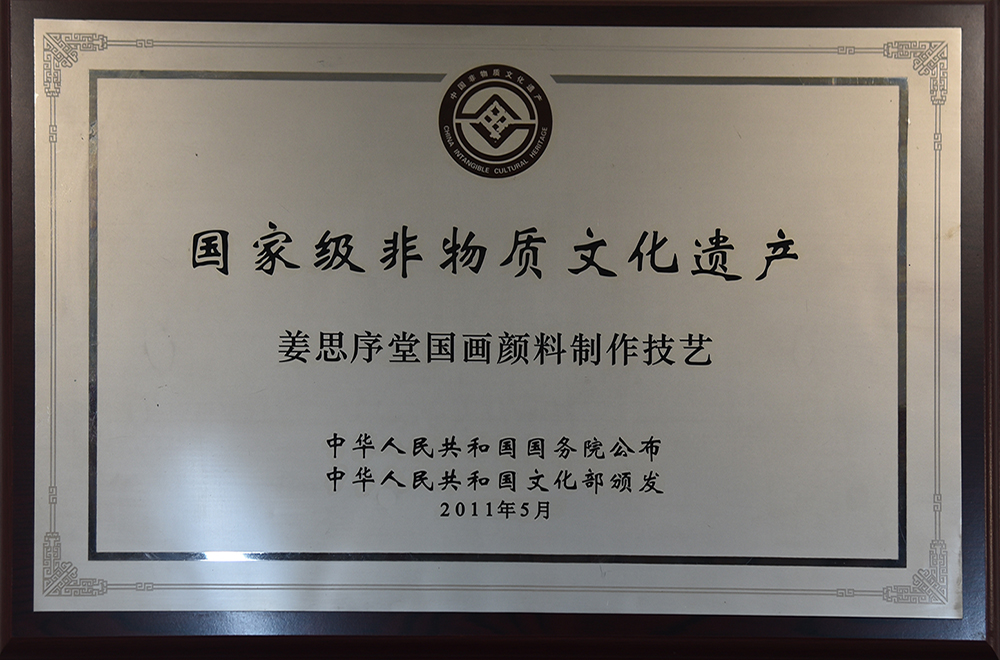 中国非物质文化遗产
CHINA INTANGIBLE CULTURAL HERITAGE
国家级非物质文化遗产
姜思序堂国画颜料制作技艺
中华人民共和国国务院公布
中华人民共和国文化部颁发
2011年5月